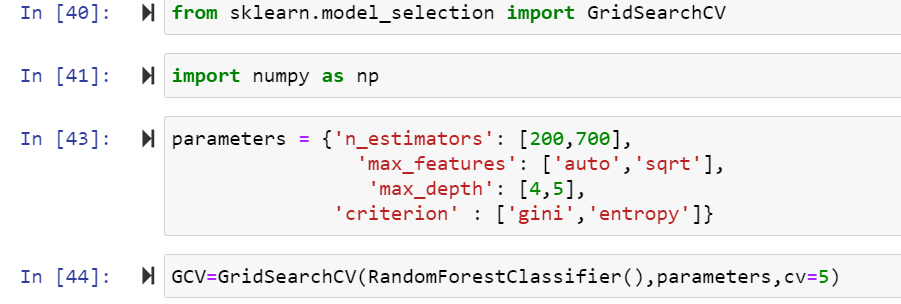 In [40]: from sklearn.model_selection import GridSearchCV
In [41]: import numpy as np
In [43]: parameters = {'n_estimators': [200,700],
'max_features': ['auto','sqrt'],
'max_depth': [4,5],
'criterion' : ['gini','entropy']}
In [44]: GCV=GridSearchCV(RandomForestClassifier(),parameters,cv=5)